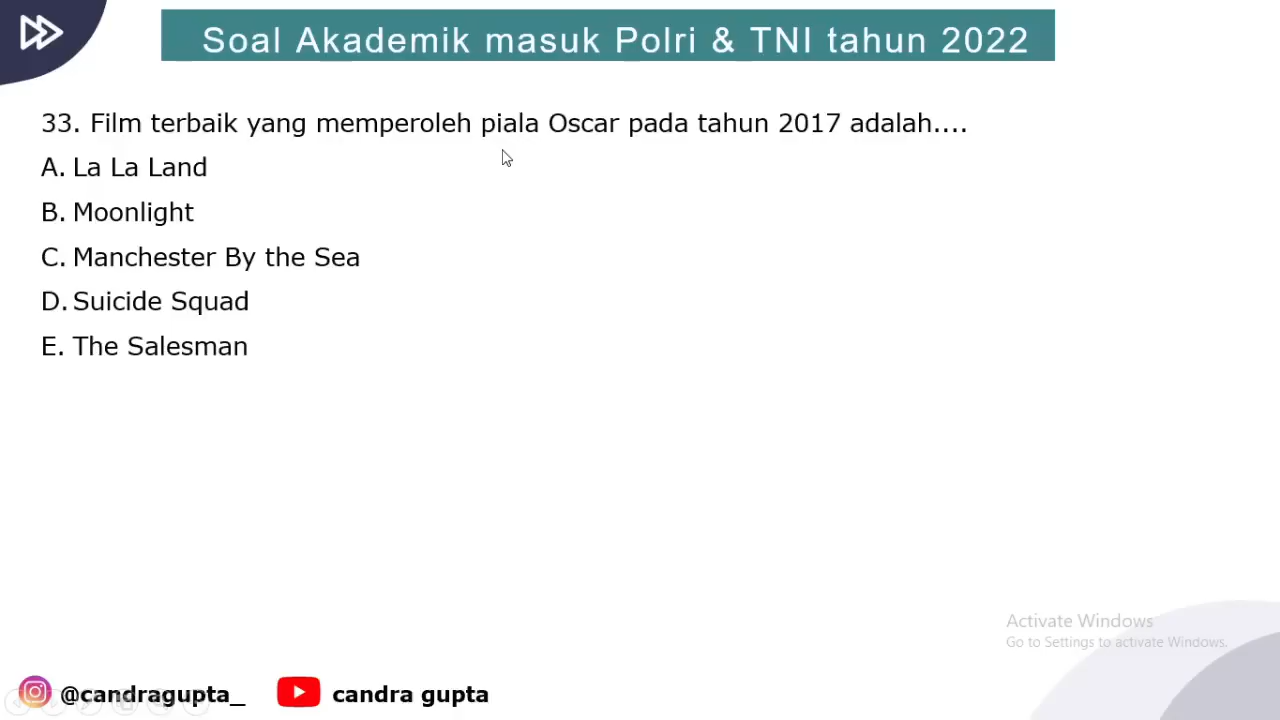 Soal Akademik masuk Polri & TNI tahun 2022
33. Film terbaik yang memperoleh piala Oscar pada tahun 2017 adalah....
A. La La Land
B. Moonlight
C. Manchester By the Sea
D. Suicide Squad
E. The Salesman
Activate Windows
Go to Settings to activate Windows.
@candragupta_ candra gupta